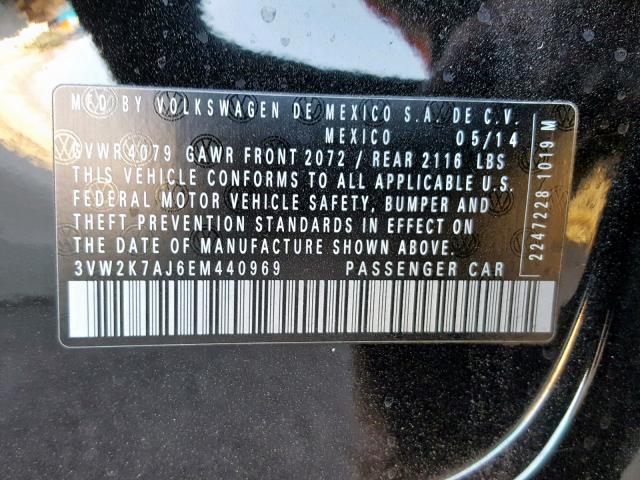 MFD BY VOLKSWAGEN DE MEXICO S.A. DE C.V.
MEXICO 05/14
GVWR 4079 GAWR FRONT 2072 / REAR 2116 LBS
THIS VEHICLE CONFORMS TO ALL APPLICABLE U.S.
FEDERAL MOTOR VEHICLE SAFETY, BUMPER AND
THEFT PREVENTION STANDARDS IN EFFECT ON
THE DATE OF MANUFACTURE SHOWN ABOVE.
3VW2K7AJ6EM440969 PASSENGER CAR
2247228 1019 M